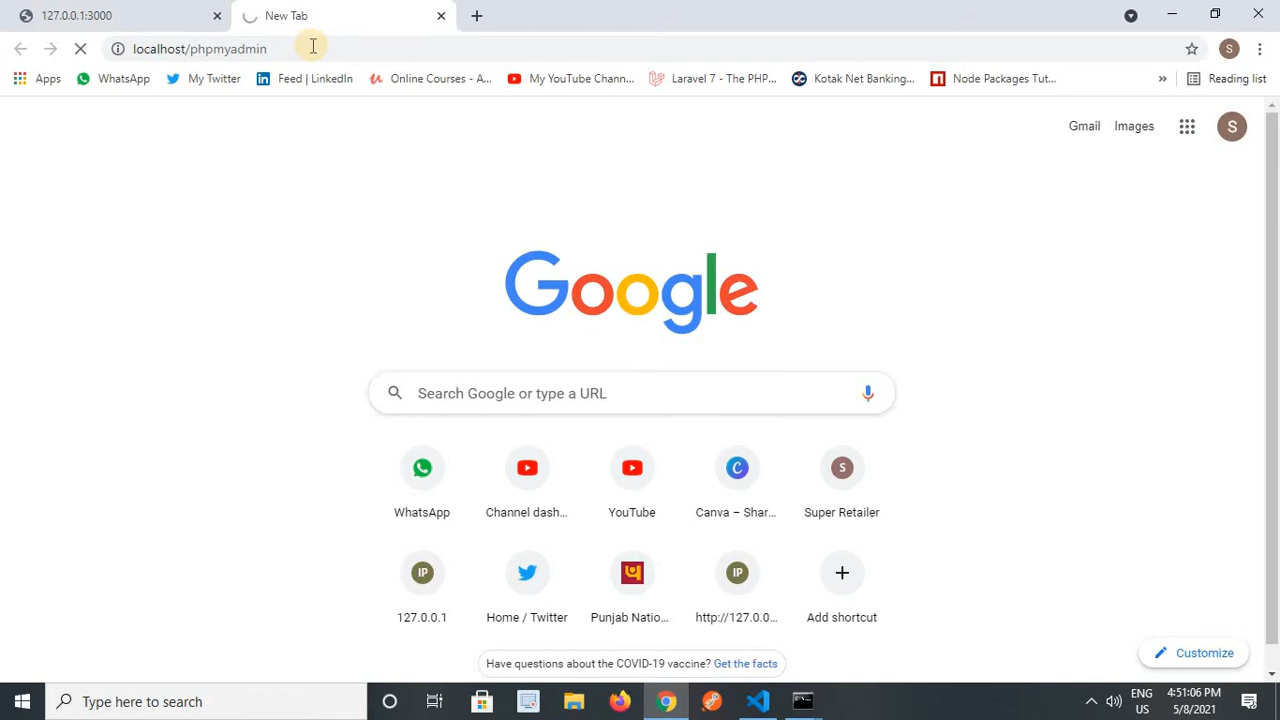 127.0.0.1:3000
New Tab
localhost/phpmyadmin
S
Apps
WhatsApp
My Twitter
Feed | LinkedIn
Online Courses - A...
My YouTube Chann...
Laravel 7 - The PHP...
Kotak Net Banking...
Node Packages Tut...
»
Reading list
Gmail
Images
S
Google
Search Google or type a URL
WhatsApp
Channel dash...
YouTube
C
Canva – Shar...
S
Super Retailer
IP
127.0.0.1
Home / Twitter
Punjab Natio...
IP
http://127.0.0...
Add shortcut
Have questions about the COVID-19 vaccine? Get the facts
Customize
Type here to search
ENG
4:51:06 PM
5/8/2021